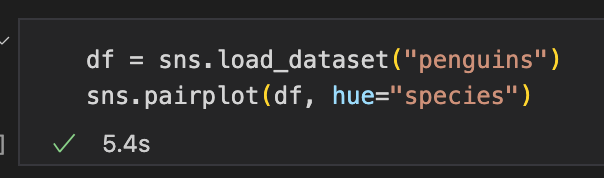 df = sns.load_dataset("penguins")
sns.pairplot(df, hue="species")
]
5.4s